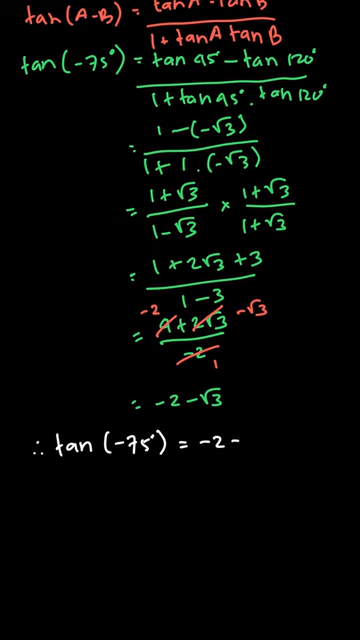 tan (A-B) = tanA - tanB / 1 + tanA tanB
tan (-75°) = tan 45° - tan 120° / 1 + tan 45° . tan 120°
= 1 - (-√3) / 1 + 1 . (-√3)
= 1 + √3 / 1 - √3 × 1 + √3 / 1 + √3
= 1 + 2√3 + 3 / 1 - 3
-2 -√3
= 4 + 2√3 / -2
1
= -2 - √3
∴ tan (-75°) = -2 -